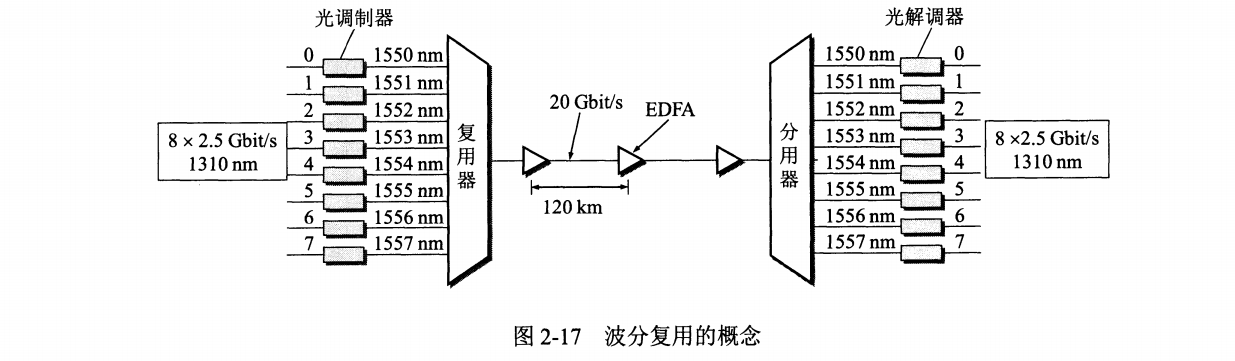 光调制器
光解调器
0 1550 nm
1 1551 nm
2 1552 nm
3 1553 nm
4 1554 nm
5 1555 nm
6 1556 nm
7 1557 nm
8 × 2.5 Gbit/s
1310 nm
复用器
20 Gbit/s
EDFA
120 km
分用器
1550 nm 0
1551 nm 1
1552 nm 2
1553 nm 3
1554 nm 4
1555 nm 5
1556 nm 6
1557 nm 7
8 ×2.5 Gbit/s
1310 nm
图 2-17 波分复用的概念